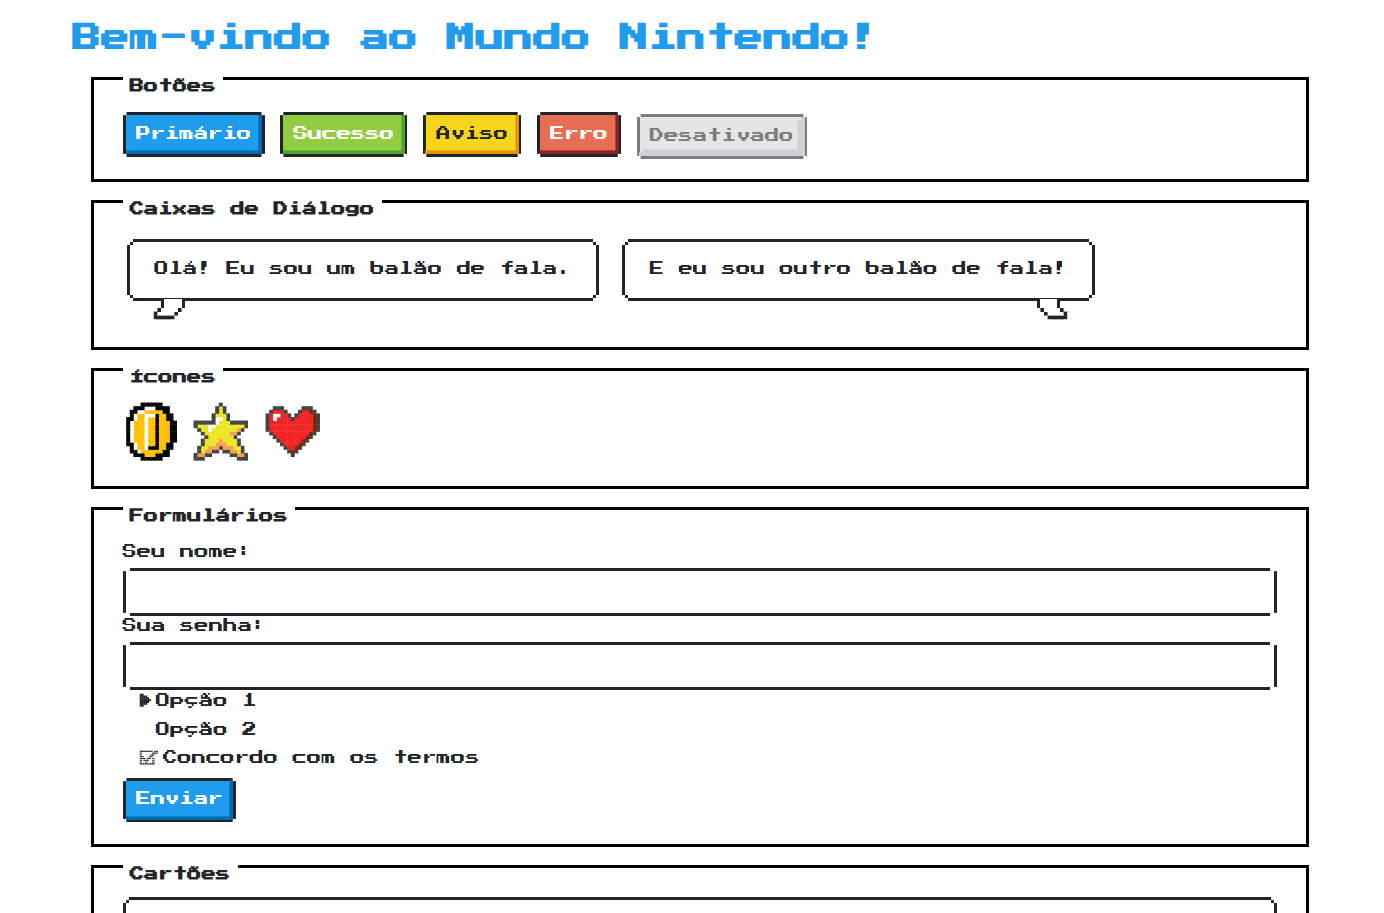 Bem-vindo ao Mundo Nintendo!
Botões
Primário Sucesso Aviso Erro Desativado
Caixas de Diálogo
Olá! Eu sou um balão de fala. E eu sou outro balão de fala!
ícones
Formulários
Seu nome:
Sua senha:
Opção 1
Opção 2
Concordo com os termos
Enviar
Cartões